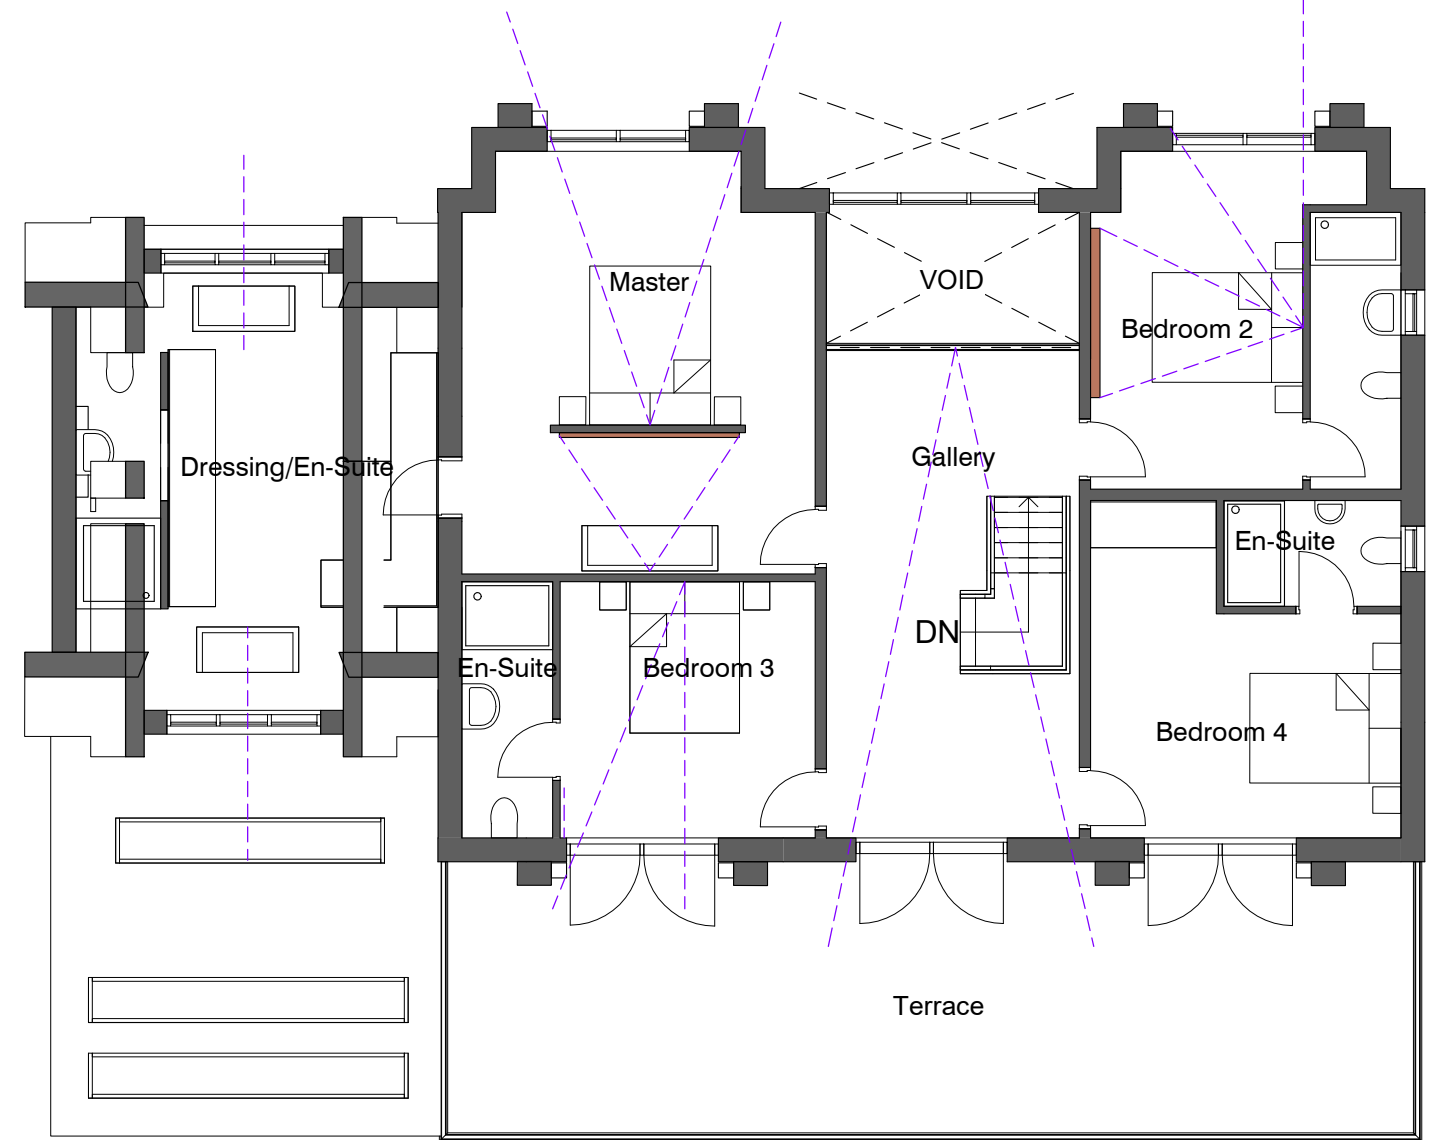 Master
VOID
Bedroom 2
Gallery
Dressing/En-Suite
En-Suite
DN
En-Suite
Bedroom 3
Bedroom 4
Terrace